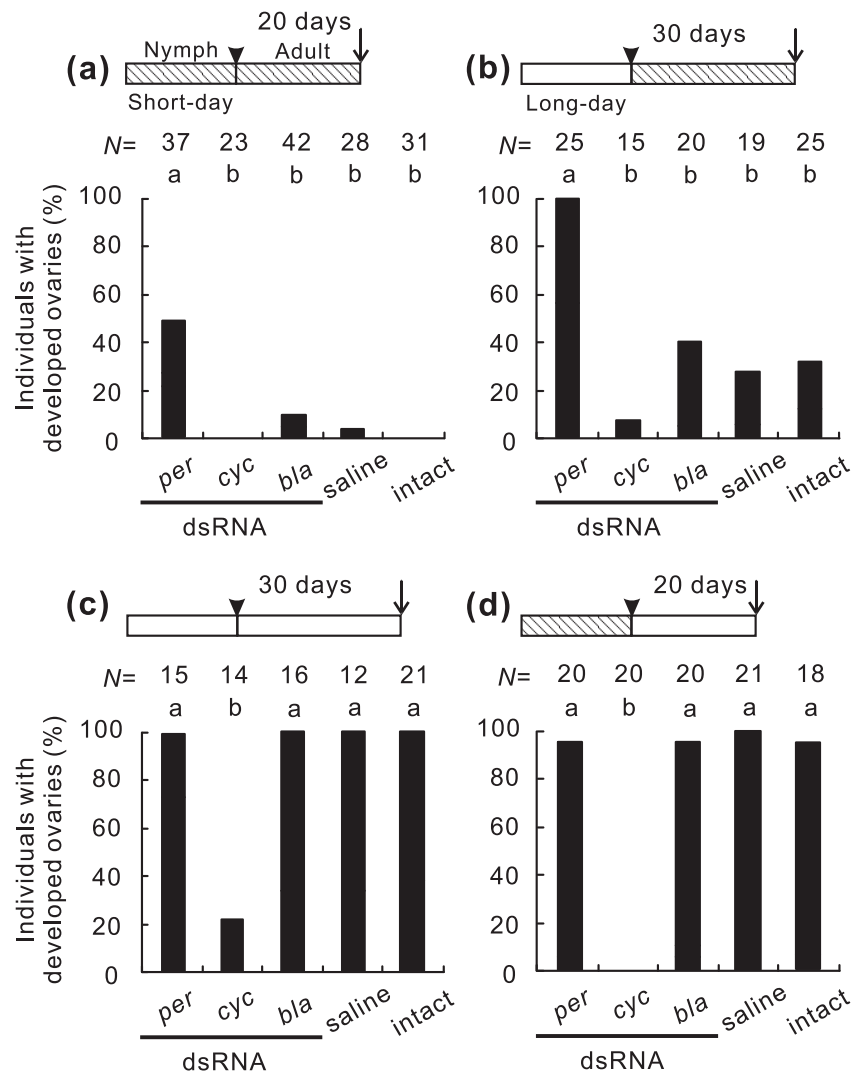 (a)
20 days
Nymph
Adult
Short-day
N= 37 23 42 28 31
a b b b b
Individuals with
developed ovaries (%)
100
80
60
40
20
0
per cyc bla saline intact
dsRNA
(b)
30 days
Long-day
N= 25 15 20 19 25
a b b b b
100
80
60
40
20
0
per cyc bla saline intact
dsRNA
(c)
30 days
N= 15 14 16 12 21
a b a a a
Individuals with
developed ovaries (%)
100
80
60
40
20
0
per cyc bla saline intact
dsRNA
(d)
20 days
N= 20 20 20 21 18
a b a a a
100
80
60
40
20
0
per cyc bla saline intact
dsRNA